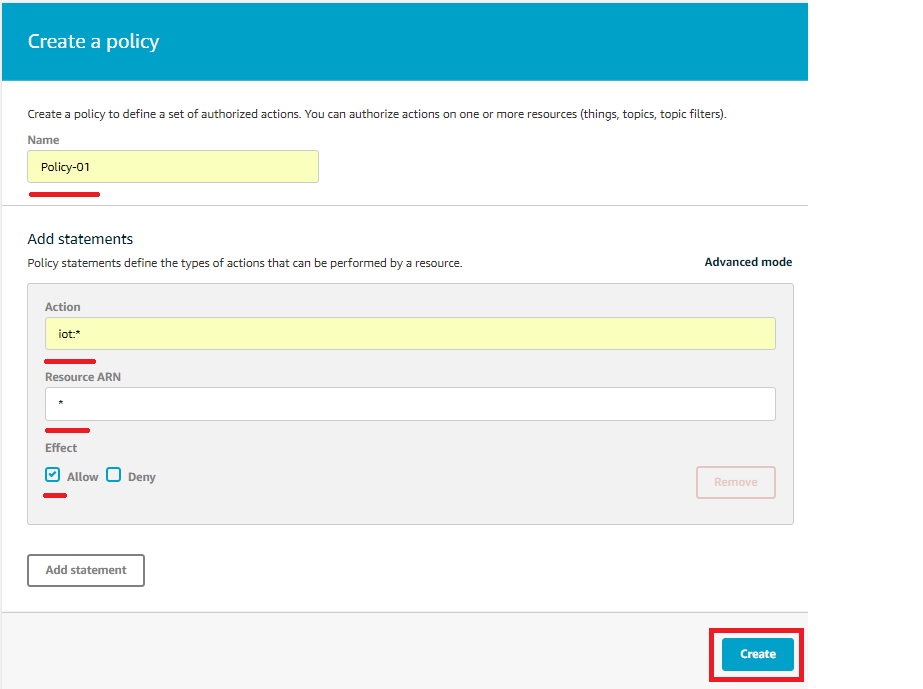 Create a policy
Create a policy to define a set of authorized actions. You can authorize actions on one or more resources (things, topics, topic filters).
Name
Policy-01
Add statements
Policy statements define the types of actions that can be performed by a resource.
Advanced mode
Action
iot:*
Resource ARN
*
Effect
Allow Deny
Remove
Add statement
Create